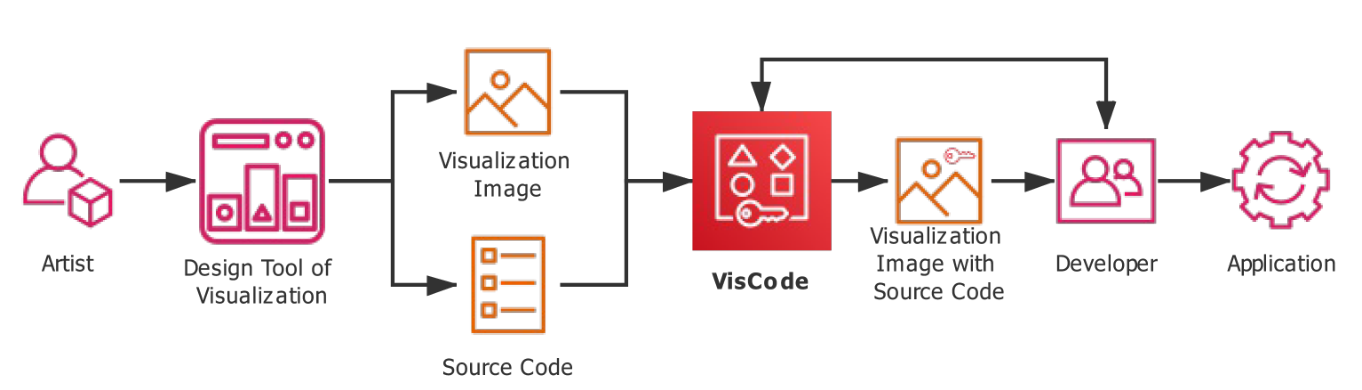 Artist
Design Tool of
Visualization
Visualization
Image
Source Code
VisCode
Visualization
Image with
Source Code
Developer
Application